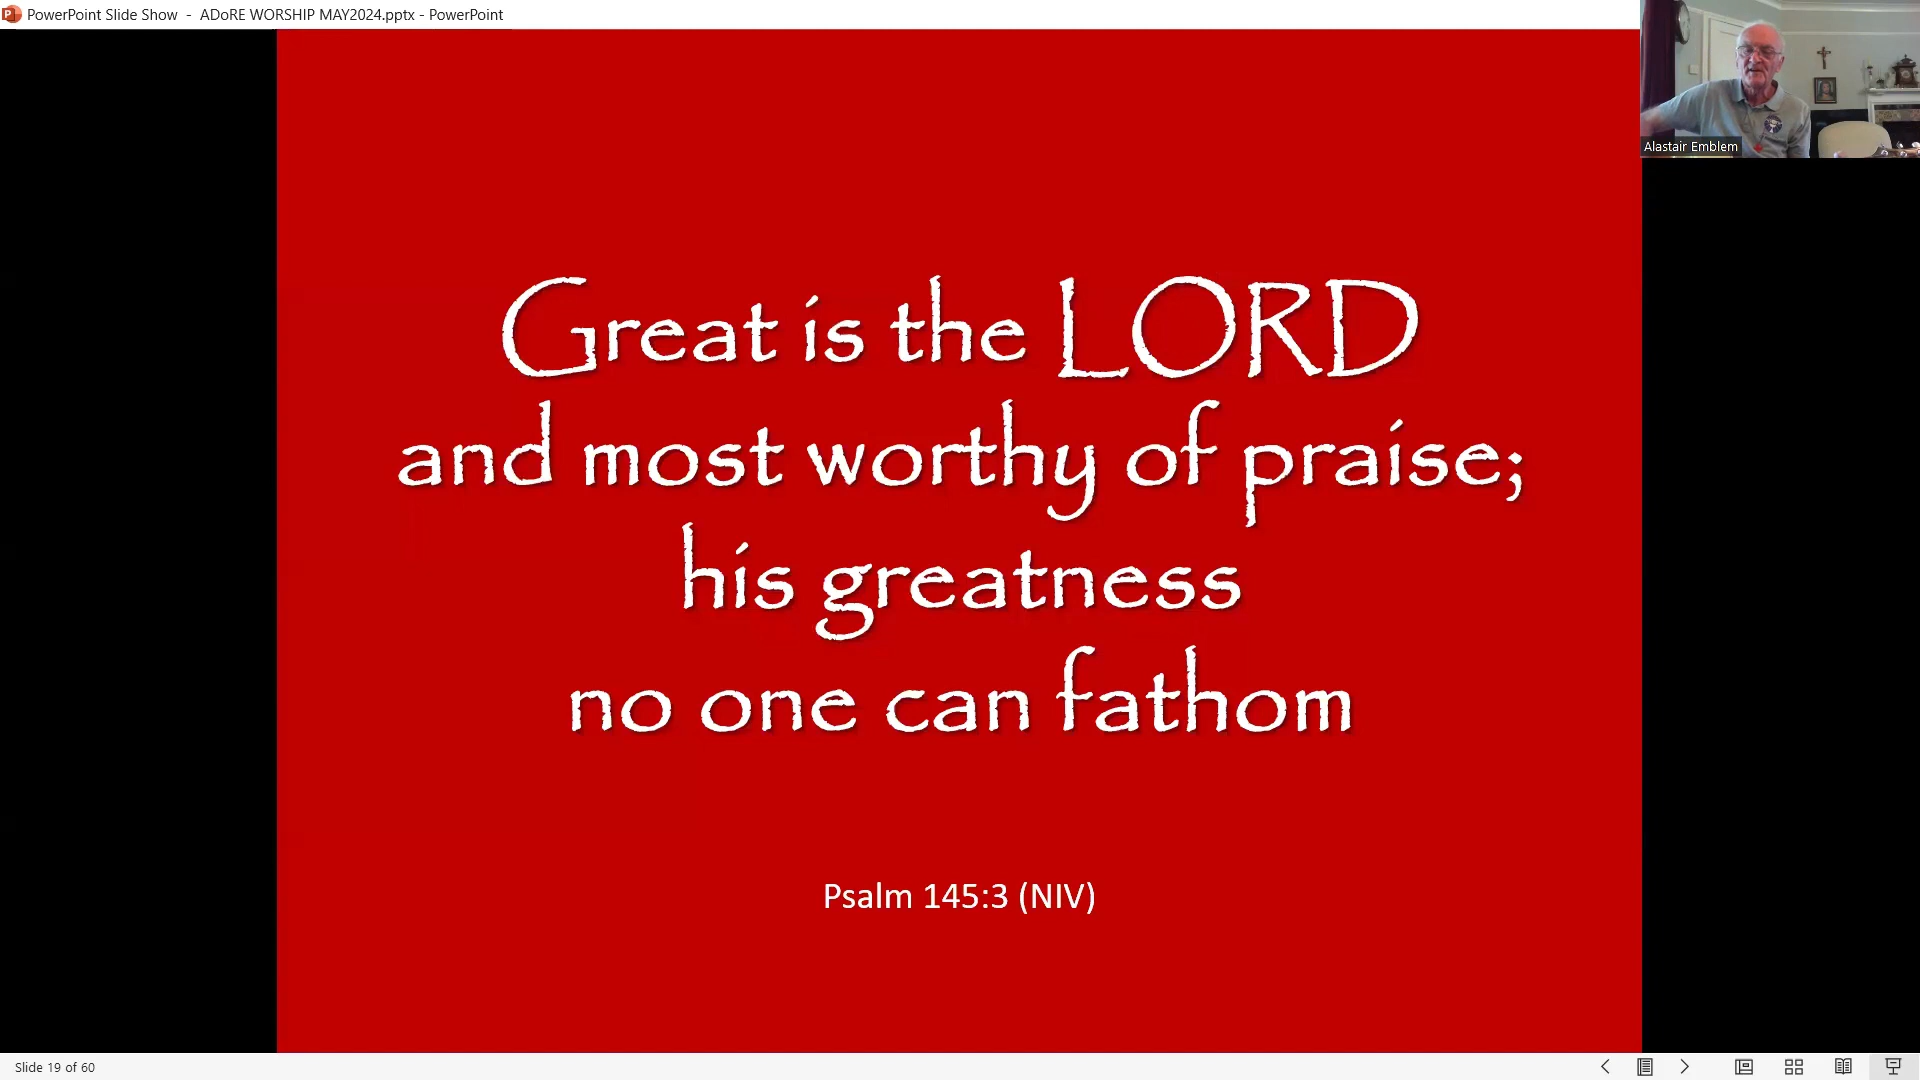 PowerPoint Slide Show - ADoRE WORSHIP MAY2024.pptx - PowerPoint
Alastair Emblem
Great is the LORD
and most worthy of praise;
his greatness
no one can fathom
Psalm 145:3 (NIV)
Slide 19 of 60